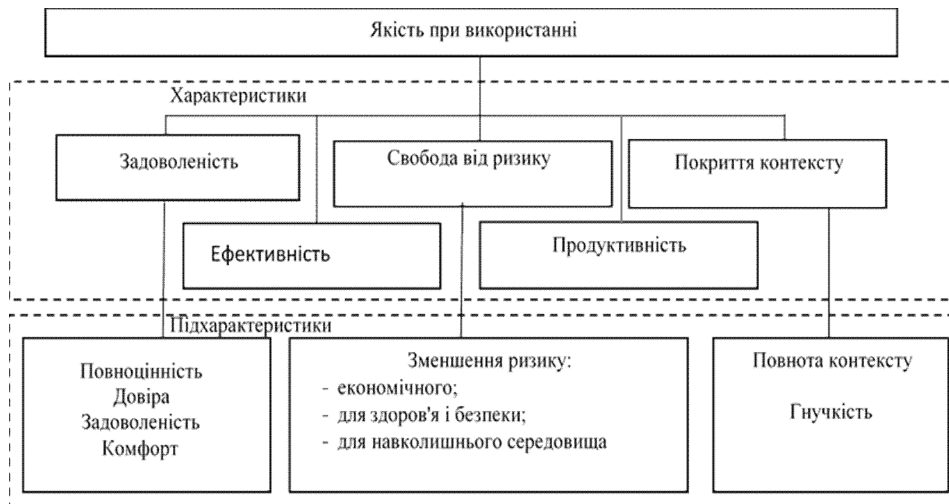 Якість при використанні
Характеристики
Задоволеність
Свобода від ризику
Покриття контексту
Ефективність
Продуктивність
Підхарактеристики
Повноцінність
Довіра
Задоволеність
Комфорт
Зменшення ризику:
- економічного;
- для здоров'я і безпеки;
- для навколишнього середовища
Повнота контексту
Гнучкість